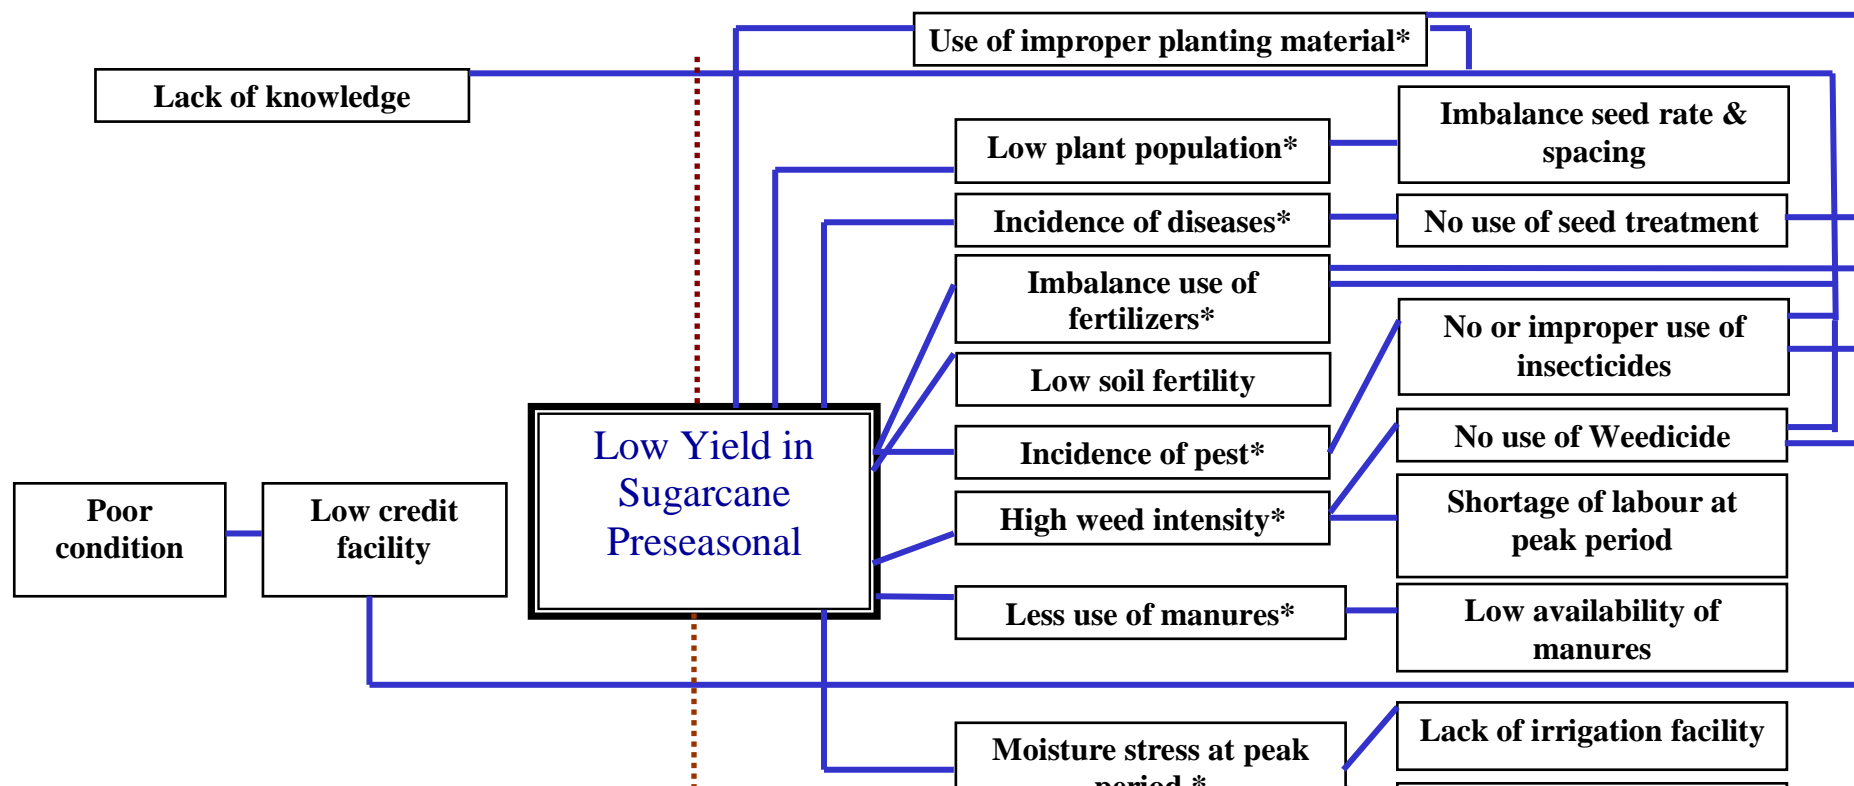 Use of improper planting material*
Lack of knowledge
Imbalance seed rate &
spacing
Low plant population*
Incidence of diseases*
No use of seed treatment
Imbalance use of
fertilizers*
No or improper use of
insecticides
Low soil fertility
Low Yield in
Sugarcane
Preseasonal
Incidence of pest*
No use of Weedicide
Poor
condition
Low credit
facility
High weed intensity*
Shortage of labour at
peak period
Less use of manures*
Low availability of
manures
Lack of irrigation facility
Moisture stress at peak
period *